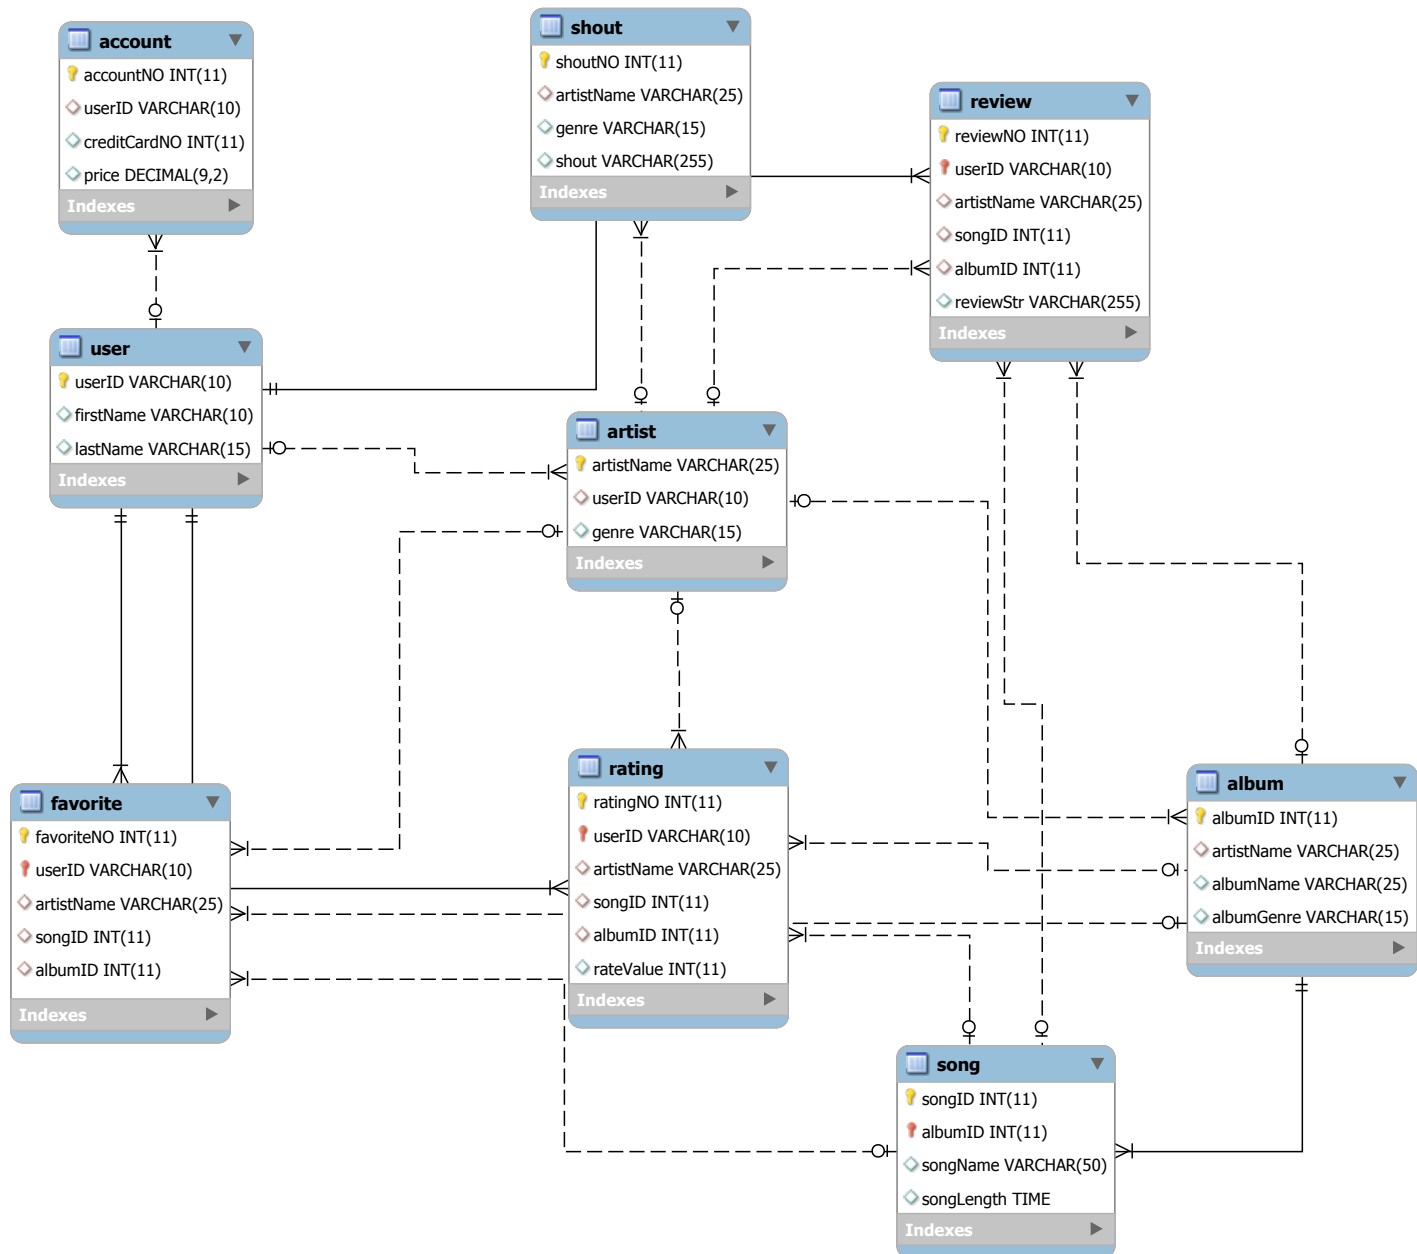 account
accountNO INT(11)
userID VARCHAR(10)
creditCardNO INT(11)
price DECIMAL(9,2)
Indexes
shout
shoutNO INT(11)
artistName VARCHAR(25)
genre VARCHAR(15)
shout VARCHAR(255)
Indexes
review
reviewNO INT(11)
userID VARCHAR(10)
artistName VARCHAR(25)
songID INT(11)
albumID INT(11)
reviewStr VARCHAR(255)
Indexes
user
userID VARCHAR(10)
firstName VARCHAR(10)
lastName VARCHAR(15)
Indexes
artist
artistName VARCHAR(25)
userID VARCHAR(10)
genre VARCHAR(15)
Indexes
favorite
favoriteNO INT(11)
userID VARCHAR(10)
artistName VARCHAR(25)
songID INT(11)
albumID INT(11)
Indexes
rating
ratingNO INT(11)
userID VARCHAR(10)
artistName VARCHAR(25)
songID INT(11)
albumID INT(11)
rateValue INT(11)
Indexes
album
albumID INT(11)
artistName VARCHAR(25)
albumName VARCHAR(25)
albumGenre VARCHAR(15)
Indexes
song
songID INT(11)
albumID INT(11)
songName VARCHAR(50)
songLength TIME
Indexes